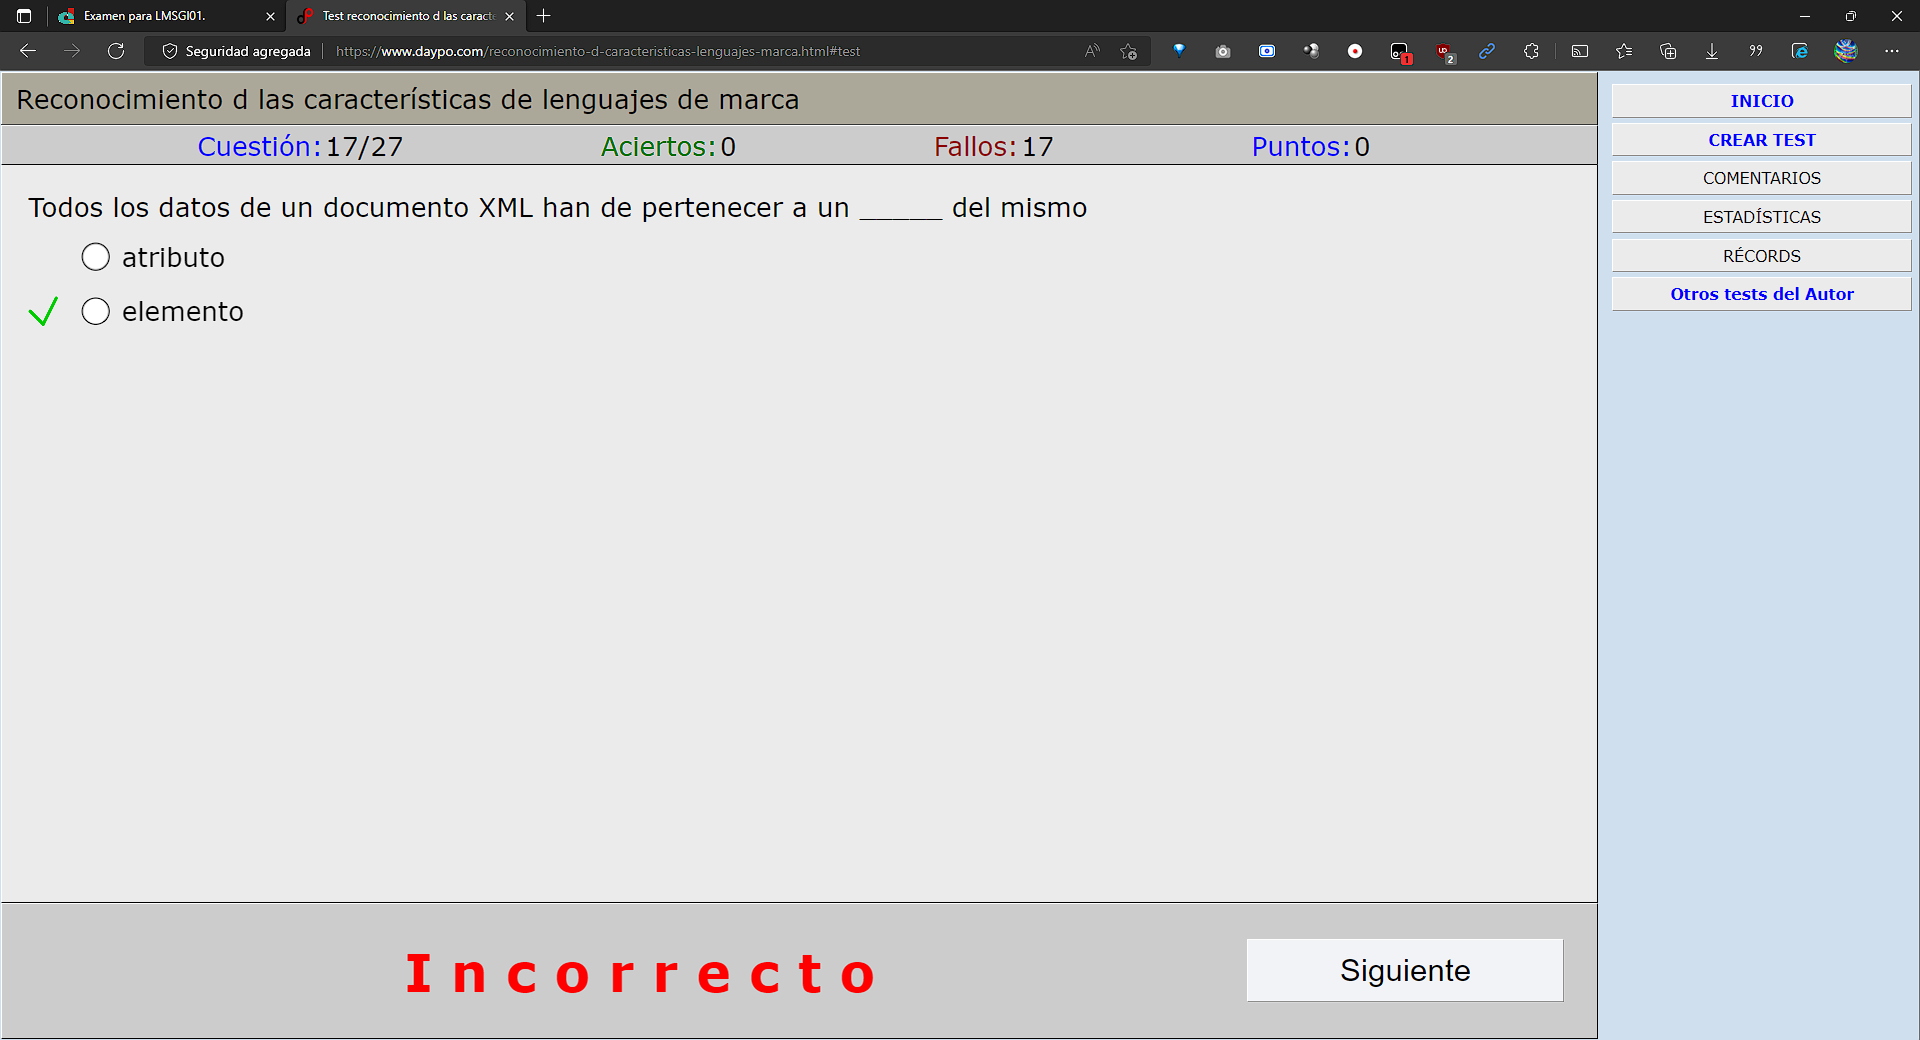 Examen para LMSGI01.
Test reconocimiento d las caracte
Seguridad agregada
https://www.daypo.com/reconocimiento-d-caracteristicas-lenguajes-marca.html#test
1
2
Reconocimiento d las características de lenguajes de marca
Cuestión: 17/27 Aciertos: 0 Fallos: 17 Puntos: 0
Todos los datos de un documento XML han de pertenecer a un ______ del mismo
atributo
elemento
Incorrecto
Siguiente
INICIO
CREAR TEST
COMENTARIOS
ESTADÍSTICAS
RÉCORDS
Otros tests del Autor